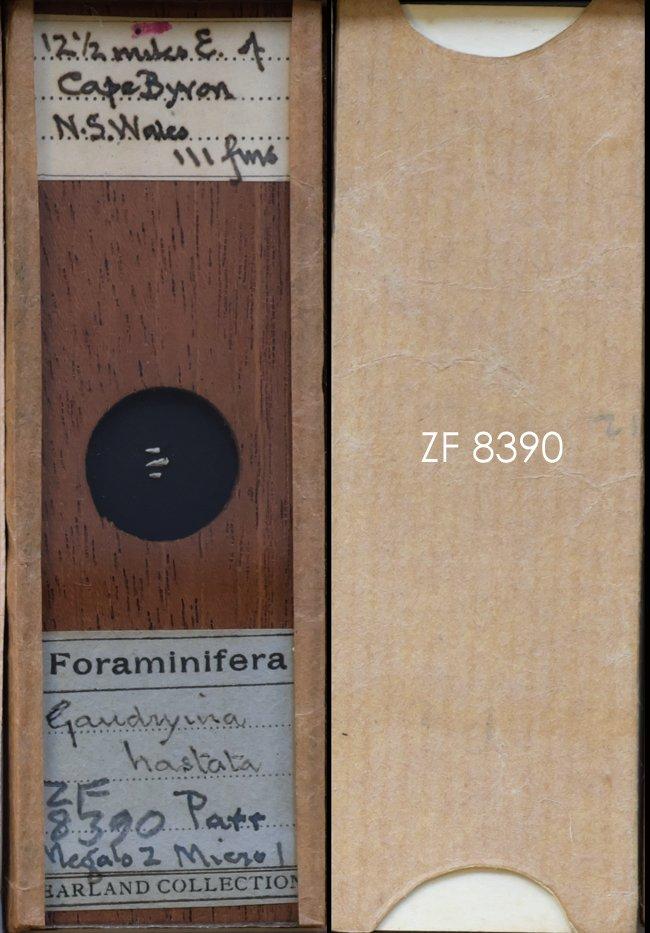 12½ miles E. of
Cape Byron
N.S. Wales
111 fms
Foraminifera
Gaudryina
hastata
ZF
8390 Parr
Megalo 2 Micro 1
EARLAND COLLECTION
ZF 8390